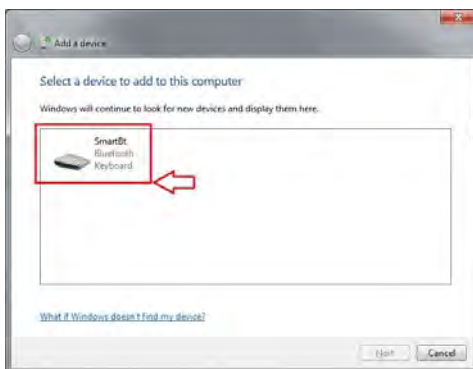 Add a device
Select a device to add to this computer
Windows will continue to look for new devices and display them here.
SmartBt
Bluetooth
Keyboard
What if Windows doesn't find my device?
Next
Cancel